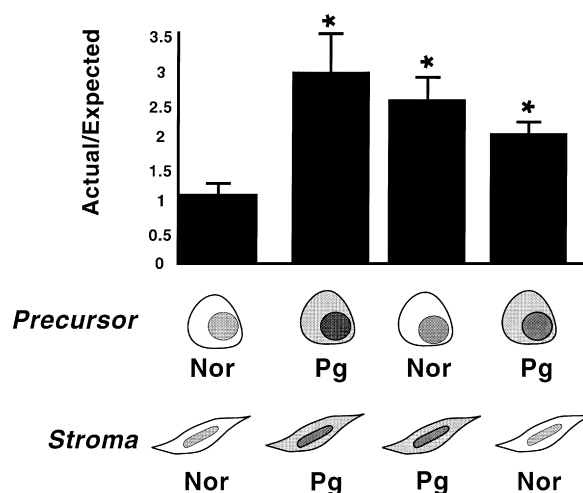 Actual/Expected
3.5
3
2.5
2
1.5
1
0.5
0
* * * 
Precursor
Nor Pg Nor Pg
Stroma
Nor Pg Pg Nor